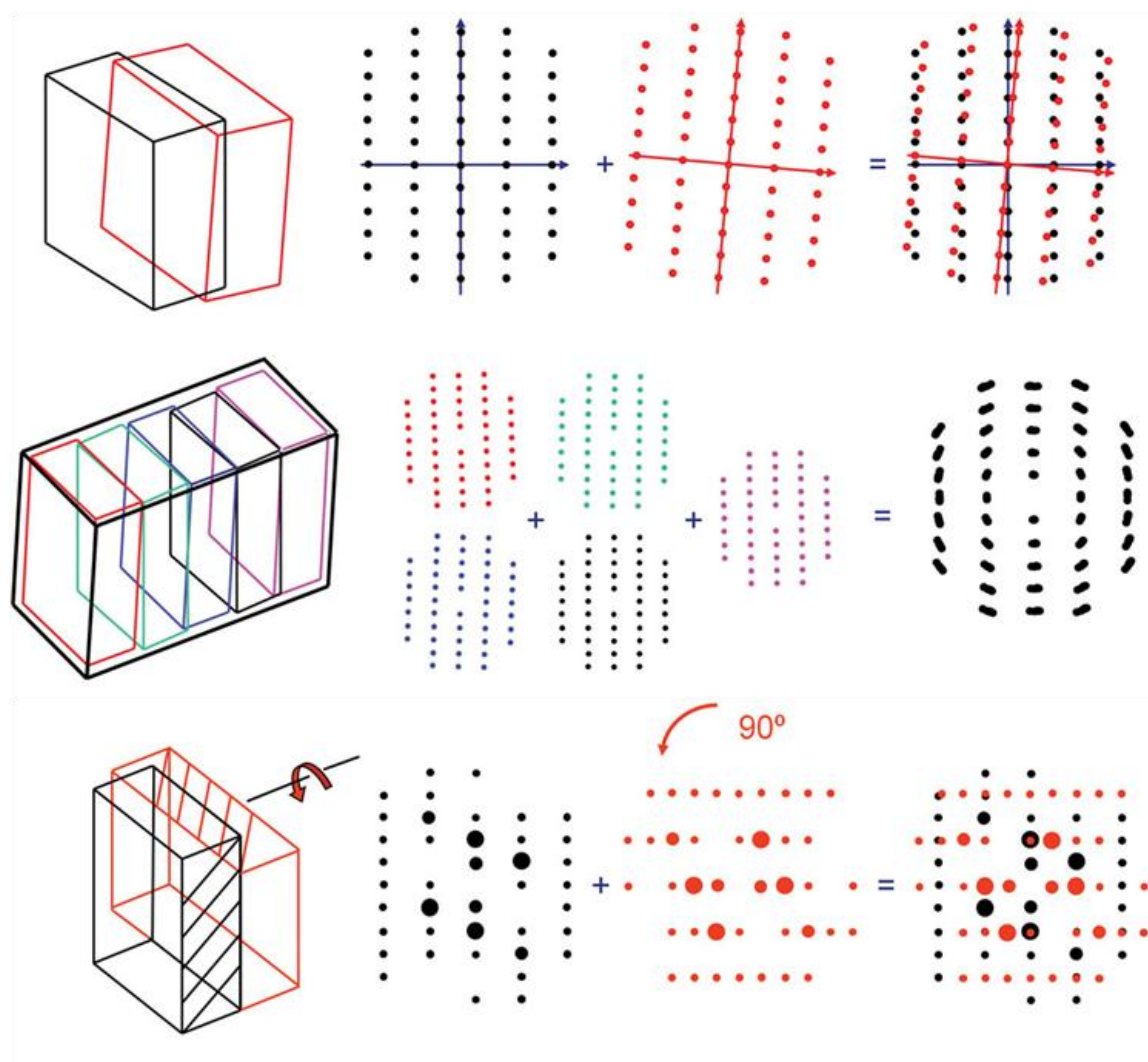 + =
+ + =
90º
+ =